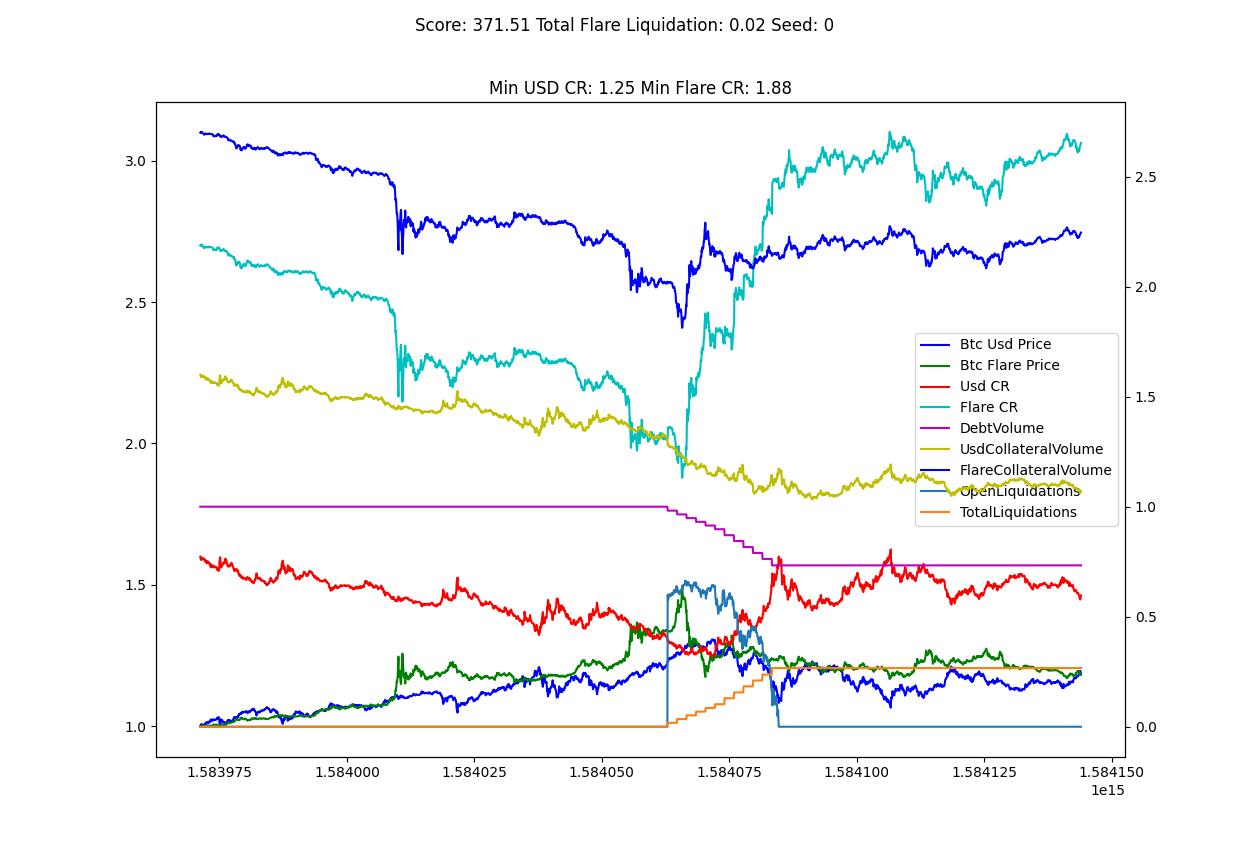 Score: 371.51 Total Flare Liquidation: 0.02 Seed: 0
Min USD CR: 1.25 Min Flare CR: 1.88
3.0
2.5
2.0
1.5
1.0
2.5
2.0
1.5
1.0
0.5
0.0
Btc Usd Price
Btc Flare Price
Usd CR
Flare CR
DebtVolume
UsdCollateralVolume
FlareCollateralVolume
OpenLiquidations
TotalLiquidations
1.583975 1.584000 1.584025 1.584050 1.584075 1.584100 1.584125 1.584150
1e15